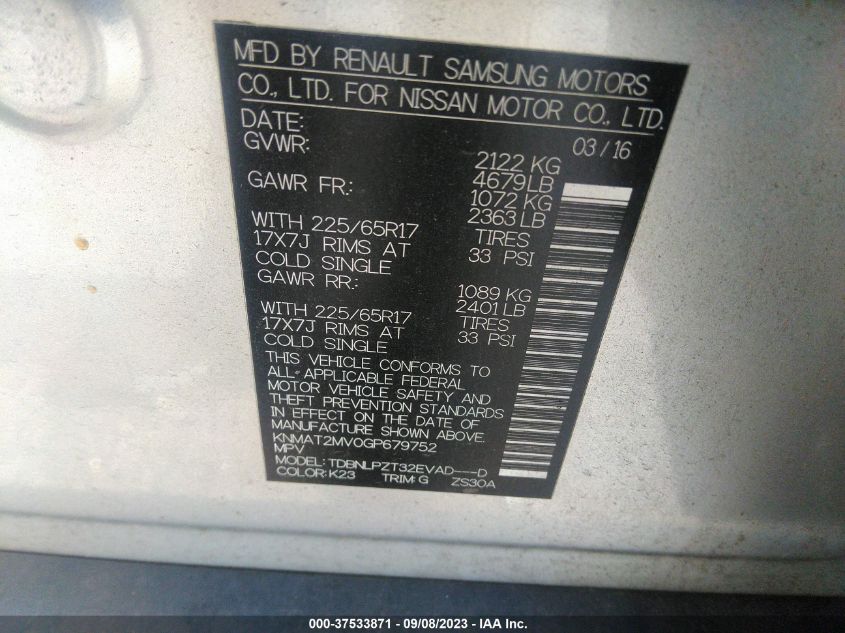 MFD BY RENAULT SAMSUNG MOTORS
CO., LTD. FOR NISSAN MOTOR CO., LTD.
DATE: 03/16
GVWR: 2122 KG
4679 LB
GAWR FR.: 1072 KG
2363 LB
WITH 225/65R17 TIRES
17X7J RIMS AT 33 PSI
COLD SINGLE
GAWR RR.: 1089 KG
2401 LB
WITH 225/65R17 TIRES
17X7J RIMS AT 33 PSI
COLD SINGLE
THIS VEHICLE CONFORMS TO
ALL APPLICABLE FEDERAL
MOTOR VEHICLE SAFETY AND
THEFT PREVENTION STANDARDS
IN EFFECT ON THE DATE OF
MANUFACTURE SHOWN ABOVE.
KNMAT2MV0GP679752
MPV
MODEL: TDBNLPZT32EVAD---D
COLOR: K23 TRIM: G ZS30A
000-37533871 - 09/08/2023 - IAA Inc.